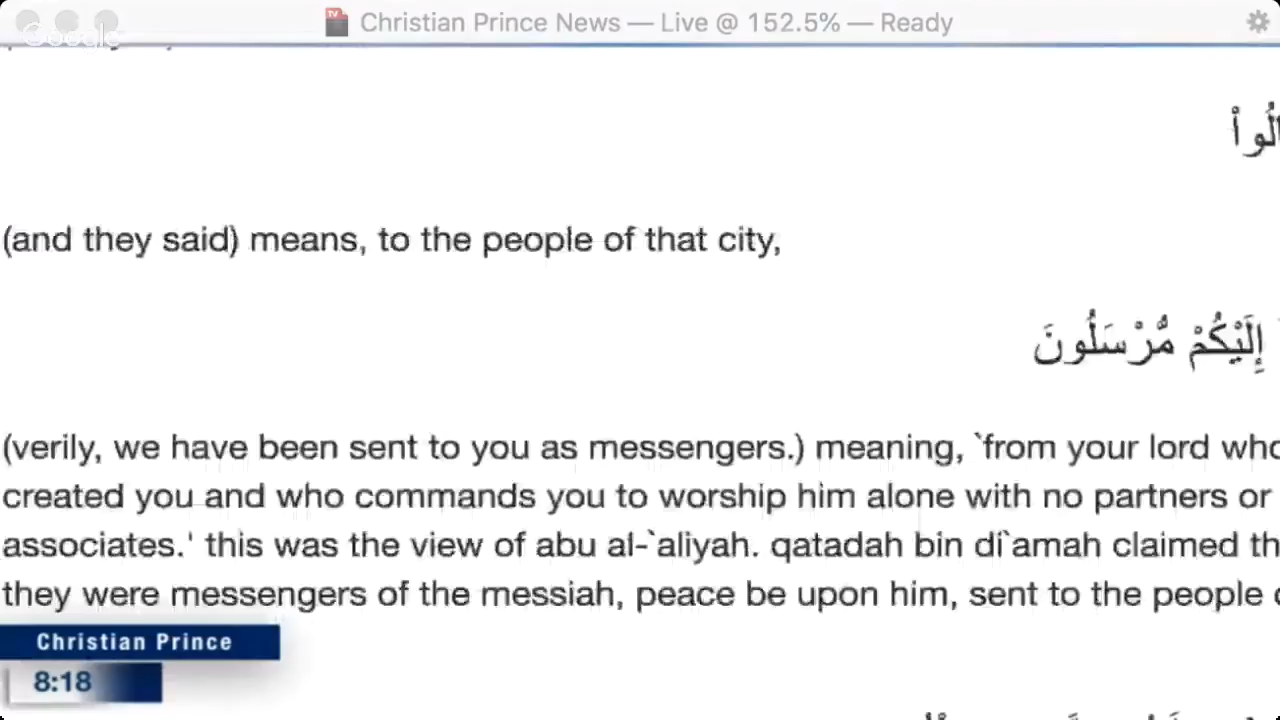 Christian Prince News — Live @ 152.5% — Ready
Google
(and they said) means, to the people of that city,
إِلَيْكُمْ مُّرْسَلُونَ
(verily, we have been sent to you as messengers.) meaning, `from your lord who
created you and who commands you to worship him alone with no partners or
associates.' this was the view of abu al-`aliyah. qatadah bin di`amah claimed
they were messengers of the messiah, peace be upon him, sent to the people
Christian Prince
8:18